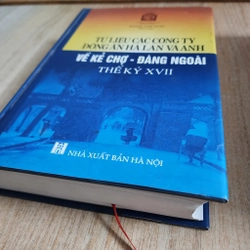 TƯ LIỆU CÁC CÔNG TY
ĐÔNG ẤN HÀ LAN VÀ ANH
VỀ KẺ CHỢ - ĐÀNG NGOÀI
THẾ KỶ XVII
NHÀ XUẤT BẢN HÀ NỘI